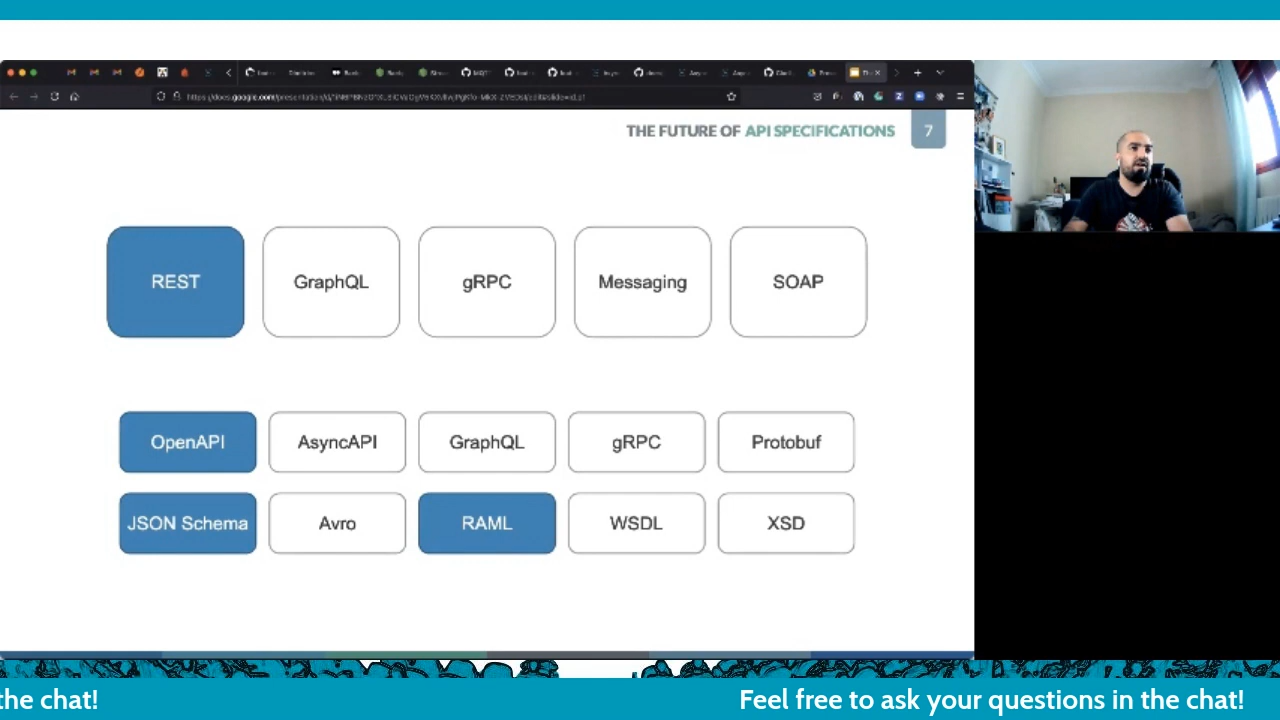 THE FUTURE OF API SPECIFICATIONS 7
REST GraphQL gRPC Messaging SOAP
OpenAPI AsyncAPI GraphQL gRPC Protobuf
JSON Schema Avro RAML WSDL XSD
the chat! Feel free to ask your questions in the chat!